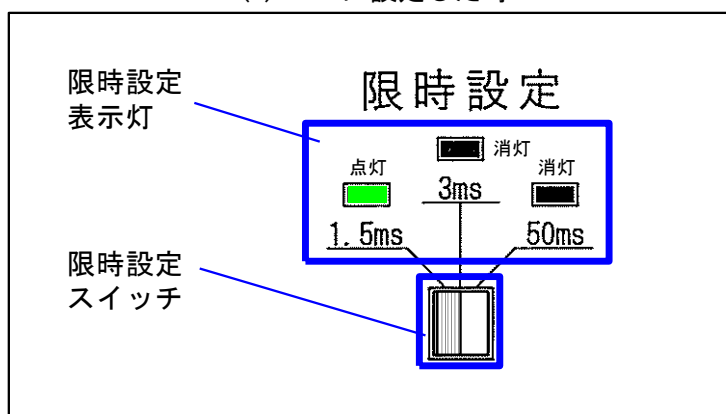 限時設定
限時設定
表示灯
消灯
点灯
消灯
3ms
1.5ms
50ms
限時設定
スイッチ